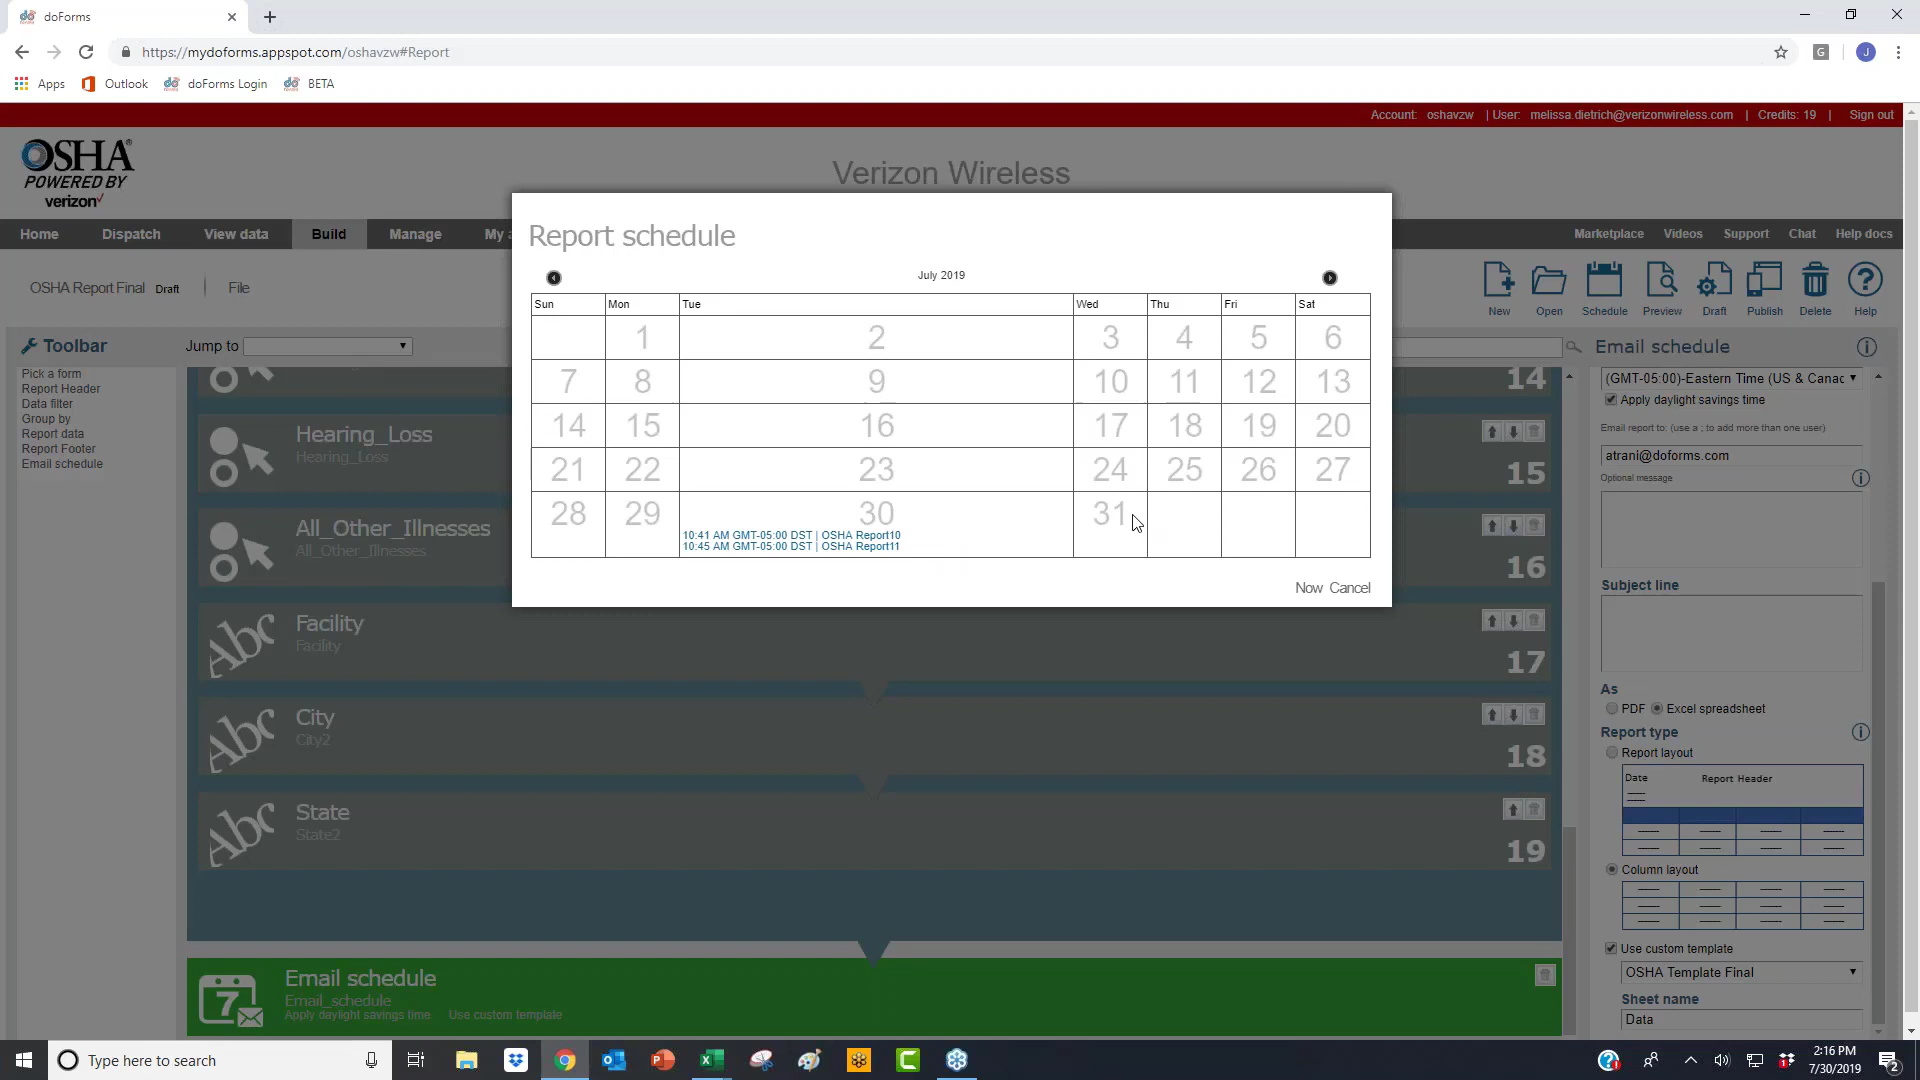 doForms
https://mydoforms.appspot.com/oshavzw#Report
G
J
Apps
Outlook
doForms Login
BETA
Account: oshavzw | User: melissa.dietrich@verizonwireless.com | Credits: 19 | Sign out
OSHA®
POWERED BY
verizon✓
Verizon Wireless
Home
Dispatch
View data
Build
Manage
My a
Marketplace
Videos
Support
Chat
Help docs
OSHA Report Final Draft
File
New
Open
Schedule
Preview
Draft
Publish
Delete
Help
Toolbar
Jump to
Pick a form
Report Header
Data filter
Group by
Report data
Report Footer
Email schedule
Report schedule
July 2019
Sun Mon Tue Wed Thu Fri Sat
1 2 3 4 5 6
7 8 9 10 11 12 13
14 15 16 17 18 19 20
21 22 23 24 25 26 27
28 29 30 31
10:41 AM GMT-05:00 DST | OSHA Report10
10:45 AM GMT-05:00 DST | OSHA Report11
Now Cancel
14
Hearing_Loss
Hearing_Loss
15
All_Other_Illnesses
All_Other_Illnesses
16
Abc
Facility
Facility
17
Abc
City
City2
18
Abc
State
State2
19
7
Email schedule
Email_schedule
Apply daylight savings time Use custom template
Email schedule
(GMT-05:00)-Eastern Time (US & Canac
Apply daylight savings time
Email report to: (use a ; to add more than one user)
atrani@doforms.com
Optional message
Subject line
As
PDF Excel spreadsheet
Report type
Report layout
Date Report Header
Column layout
Use custom template
OSHA Template Final
Sheet name
Data
Type here to search
2:16 PM
7/30/2019
2